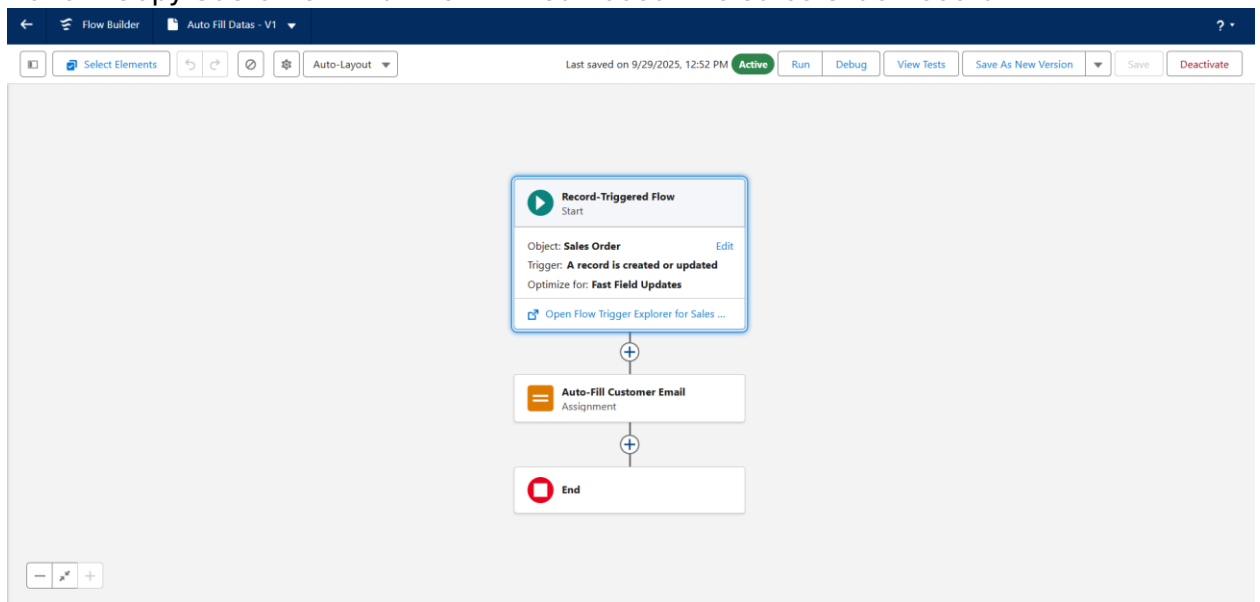 Flow Builder
Auto Fill Datas - V1
?
Select Elements
Auto-Layout
Last saved on 9/29/2025, 12:52 PM
Active
Run
Debug
View Tests
Save As New Version
Save
Deactivate
Record-Triggered Flow
Start
Object: Sales Order
Edit
Trigger: A record is created or updated
Optimize for: Fast Field Updates
Open Flow Trigger Explorer for Sales ...
Auto-Fill Customer Email
Assignment
End